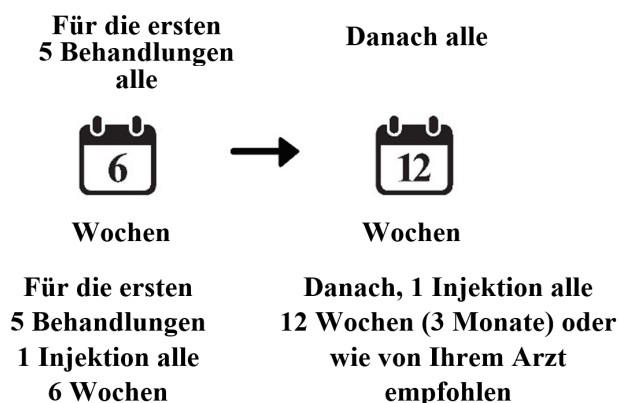 Für die ersten
5 Behandlungen
alle
6
Wochen
Danach alle
12
Wochen
Für die ersten
5 Behandlungen
1 Injektion alle
6 Wochen
Danach, 1 Injektion alle
12 Wochen (3 Monate) oder
wie von Ihrem Arzt
empfohlen